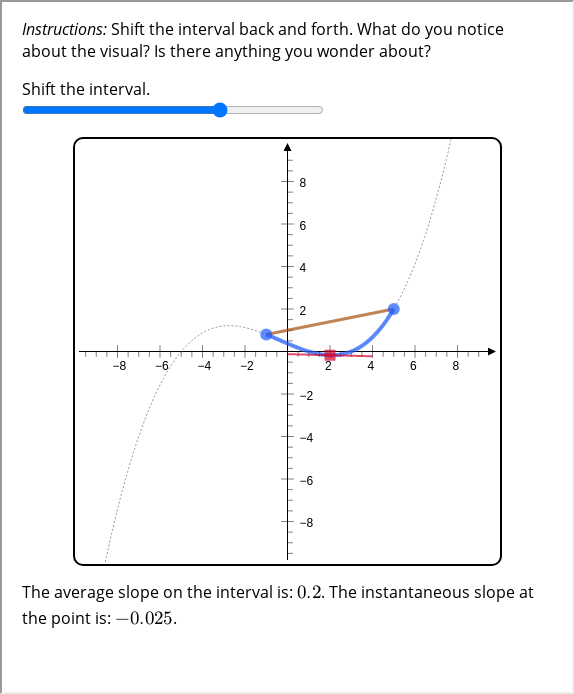 Instructions: Shift the interval back and forth. What do you notice
about the visual? Is there anything you wonder about?
Shift the interval.
8
6
4
2
−8 −6 −4 −2 2 4 6 8
−2
−4
−6
−8
The average slope on the interval is: 0.2. The instantaneous slope at
the point is: −0.025.